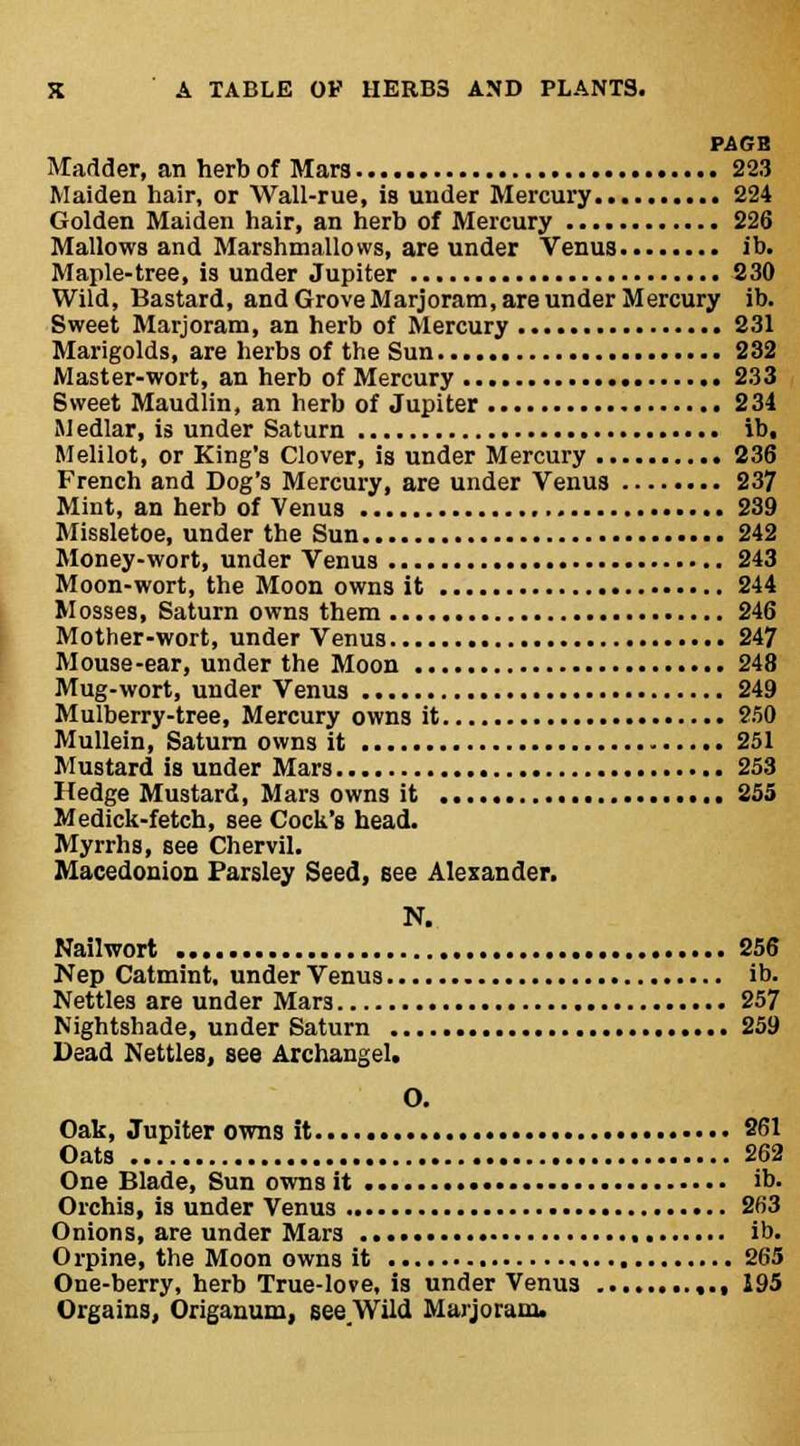 X A TABLE OF HERBS AND PLANTS.
PAGE
Madder, an herb of Mars 223
Maiden hair, or Wall-rue, is under Mercury 224
Golden Maiden hair, an herb of Mercury 226
Mallows and Marshmallows, are under Venus ib.
Maple-tree, is under Jupiter 230
Wild, Bastard, and Grove Marjoram, are under Mercury ib.
Sweet Marjoram, an herb of Mercury 231
Marigolds, are herbs of the Sun 232
Master-wort, an herb of Mercury 233
Sweet Maudlin, an herb of Jupiter 234
Medlar, is under Saturn ib.
Melilot, or King's Clover, is under Mercury 236
French and Dog's Mercury, are under Venus 237
Mint, an herb of Venus 239
Missletoe, under the Sun 242
Money-wort, under Venus 243
Moon-wort, the Moon owns it 244
Mosses, Saturn owns them 246
Mother-wort, under Venus 247
Mouse-ear, under the Moon 248
Mug-wort, under Venus 249
Mulberry-tree, Mercury owns it 250
Mullein, Saturn owns it 251
Mustard is under Mars 253
Hedge Mustard, Mars owns it 255
Medick-fetch, see Cock's head.
Myrrhs, see Chervil.
Macedonion Parsley Seed, see Alexander.
N.
Nailwort 256
Nep Catmint, under Venus ib.
Nettles are under Mars 257
Nightshade, under Saturn 259
Dead Nettles, see Archangel.
O.
Oak, Jupiter owns it 261
Oats 262
One Blade, Sun owns it ib.
Orchis, is under Venus 263
Onions, are under Mars ib.
Orpine, the Moon owns it 265
One-berry, herb True-love, is under Venus 195
Orgains, Origanum, see Wild Marjoram.